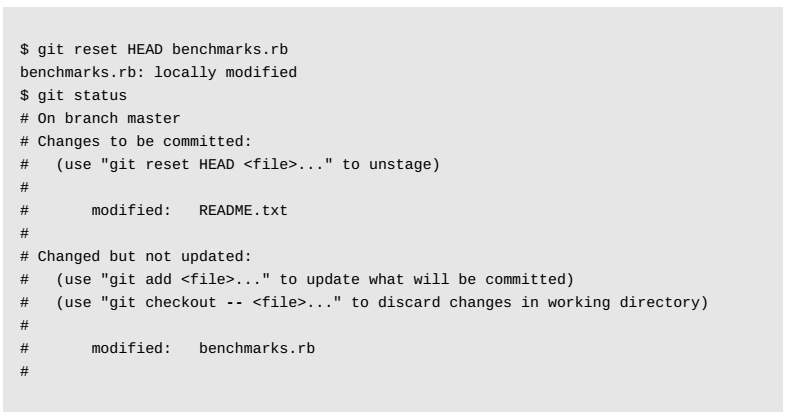 $ git reset HEAD benchmarks.rb
benchmarks.rb: locally modified
$ git status
# On branch master
# Changes to be committed:
#   (use "git reset HEAD <file>..." to unstage)
#
#       modified:   README.txt
#
# Changed but not updated:
#   (use "git add <file>..." to update what will be committed)
#   (use "git checkout -- <file>..." to discard changes in working directory)
#
#       modified:   benchmarks.rb
#